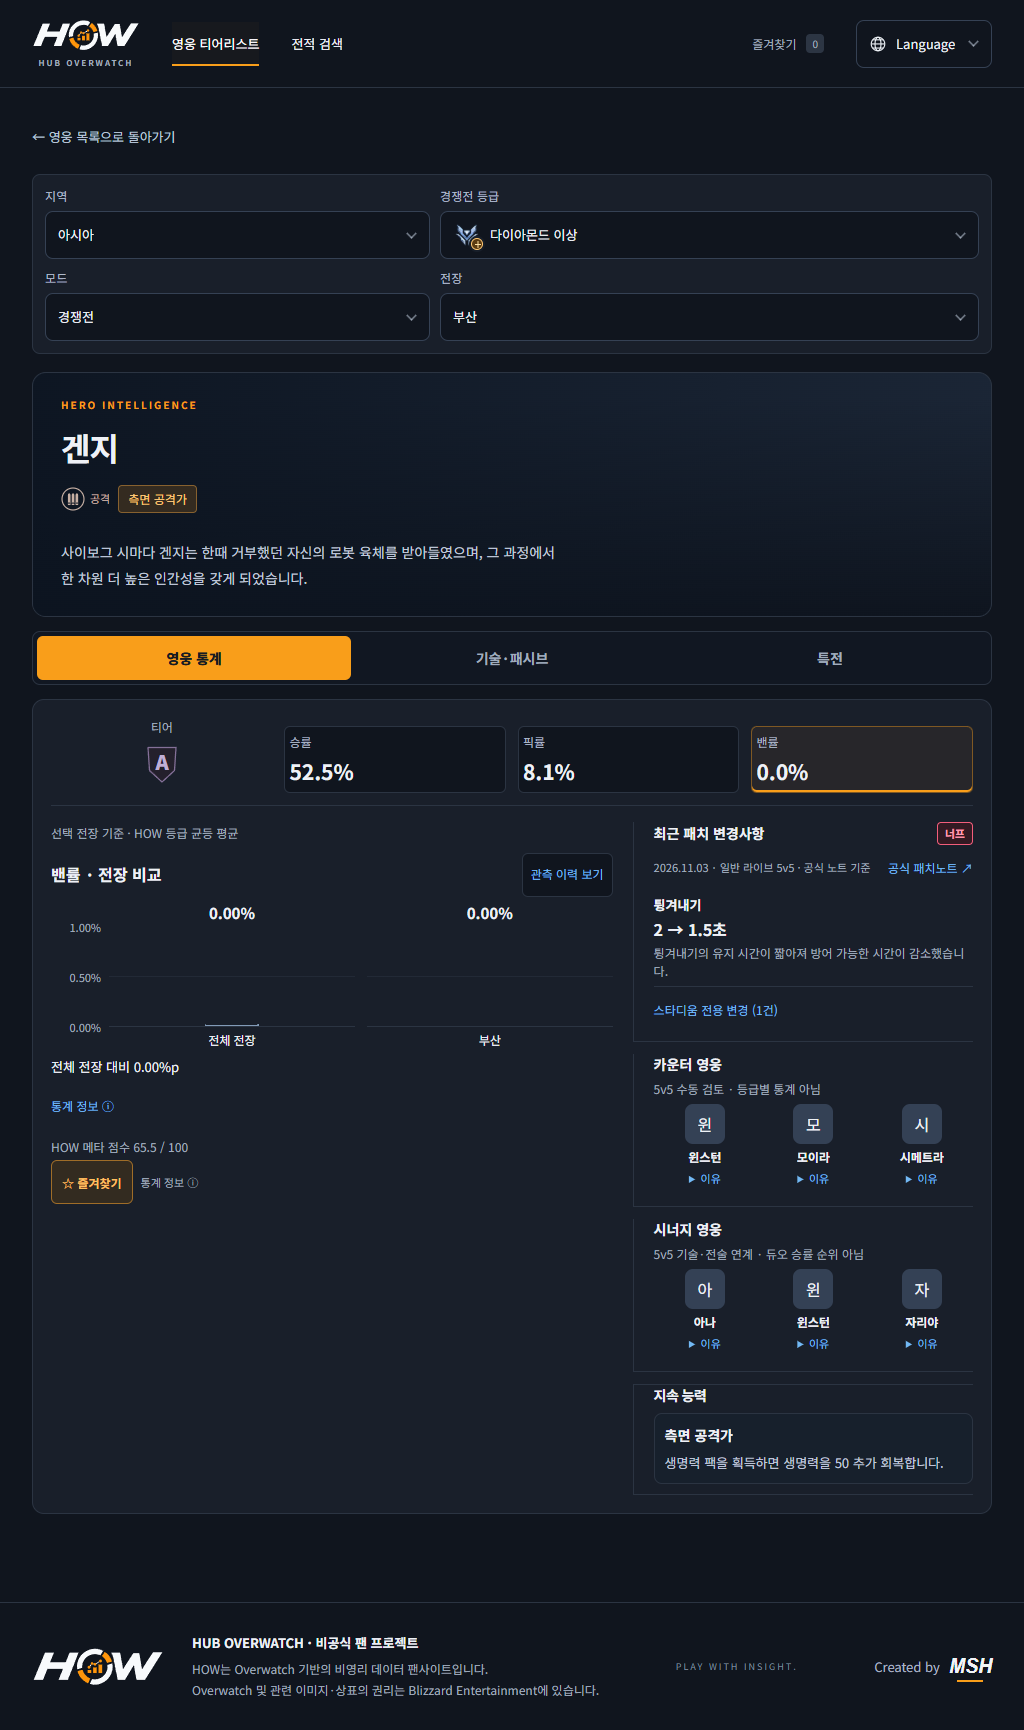 HOW
HUB OVERWATCH
영웅 티어리스트
전적 검색
즐겨찾기 0
Language
← 영웅 목록으로 돌아가기
지역
경쟁전 등급
아시아
다이아몬드 이상
모드
전장
경쟁전
부산
HERO INTELLIGENCE
겐지
공격
측면 공격가
사이보그 시마다 겐지는 한때 거부했던 자신의 로봇 육체를 받아들였으며, 그 과정에서
한 차원 더 높은 인간성을 갖게 되었습니다.
영웅 통계
기술·패시브
특전
티어
A
승률
52.5%
픽률
8.1%
밴률
0.0%
선택 전장 기준 · HOW 등급 균등 평균
밴률 · 전장 비교
관측 이력 보기
0.00%
0.00%
1.00%
0.50%
0.00%
전체 전장
부산
전체 전장 대비 0.00%p
통계 정보 ⓘ
HOW 메타 점수 65.5 / 100
☆ 즐겨찾기
통계 정보 ⓘ
최근 패치 변경사항
너프
2026.11.03 · 일반 라이브 5v5 · 공식 노트 기준
공식 패치노트 ↗
튕겨내기
2 → 1.5초
튕겨내기의 유지 시간이 짧아져 방어 가능한 시간이 감소했습니
다.
스타디움 전용 변경 (1건)
카운터 영웅
5v5 수동 검토 · 등급별 통계 아님
윈
모
시
윈스턴
모이라
시메트라
▶ 이유
▶ 이유
▶ 이유
시너지 영웅
5v5 기술·전술 연계 · 듀오 승률 순위 아님
아
윈
자
아나
윈스턴
자리야
▶ 이유
▶ 이유
▶ 이유
지속 능력
측면 공격가
생명력 팩을 획득하면 생명력을 50 추가 회복합니다.
HOW
HUB OVERWATCH · 비공식 팬 프로젝트
HOW는 Overwatch 기반의 비영리 데이터 팬사이트입니다.
Overwatch 및 관련 이미지·상표의 권리는 Blizzard Entertainment에 있습니다.
PLAY WITH INSIGHT.
Created by MSH